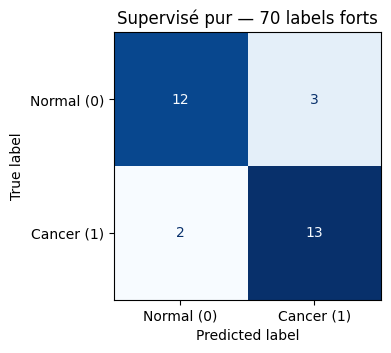 Supervisé pur — 70 labels forts
True label
Normal (0)
12
3
Cancer (1)
2
13
Normal (0)
Cancer (1)
Predicted label